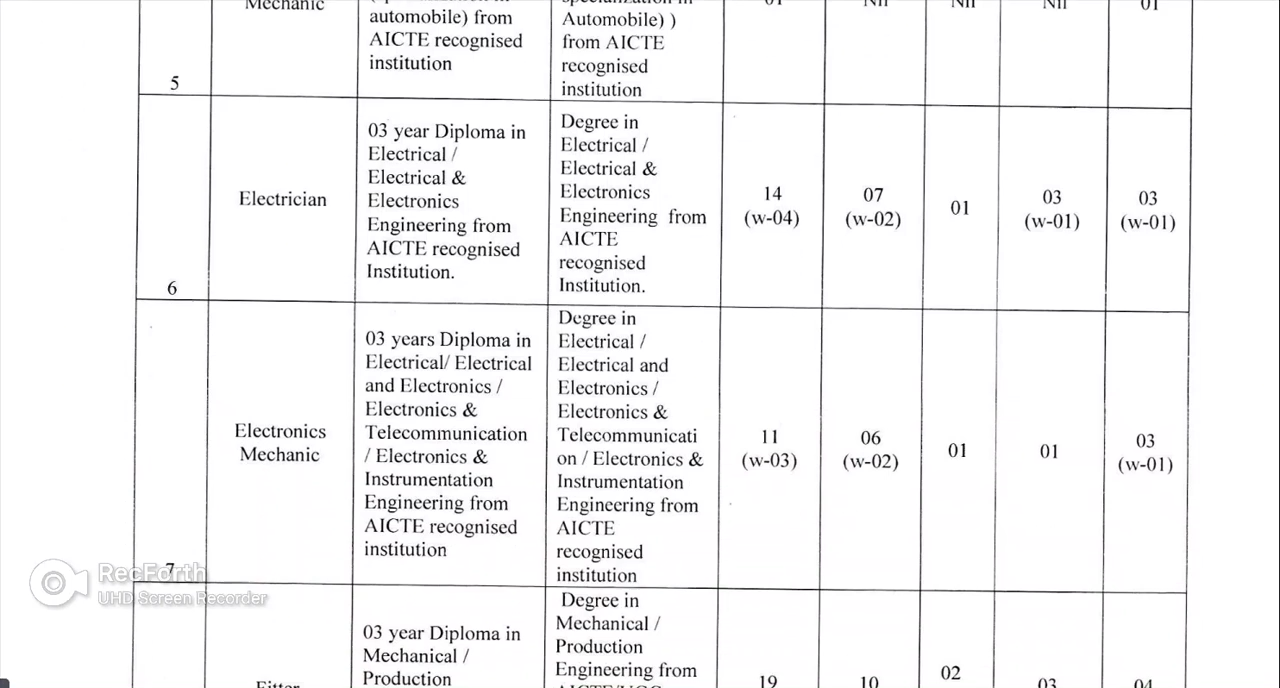 Mechanic
automobile) from
AICTE recognised
institution
Automobile) )
from AICTE
recognised
institution
01
Nil
Nil
Nil
01
5
Electrician
03 year Diploma in
Electrical /
Electrical &
Electronics
Engineering from
AICTE recognised
Institution.
Degree in
Electrical /
Electrical &
Electronics
Engineering from
AICTE
recognised
Institution.
14
(w-04)
07
(w-02)
01
03
(w-01)
03
(w-01)
6
Electronics
Mechanic
03 years Diploma in
Electrical/ Electrical
and Electronics /
Electronics &
Telecommunication
/ Electronics &
Instrumentation
Engineering from
AICTE recognised
institution
Degree in
Electrical /
Electrical and
Electronics /
Electronics &
Telecommunicati
on / Electronics &
Instrumentation
Engineering from
AICTE
recognised
institution
11
(w-03)
06
(w-02)
01
01
03
(w-01)
7
RecForth
UHD Screen Recorder
Fitter
03 year Diploma in
Mechanical /
Production
Degree in
Mechanical /
Production
Engineering from
AICTE/UGC
19
10
02
03
04